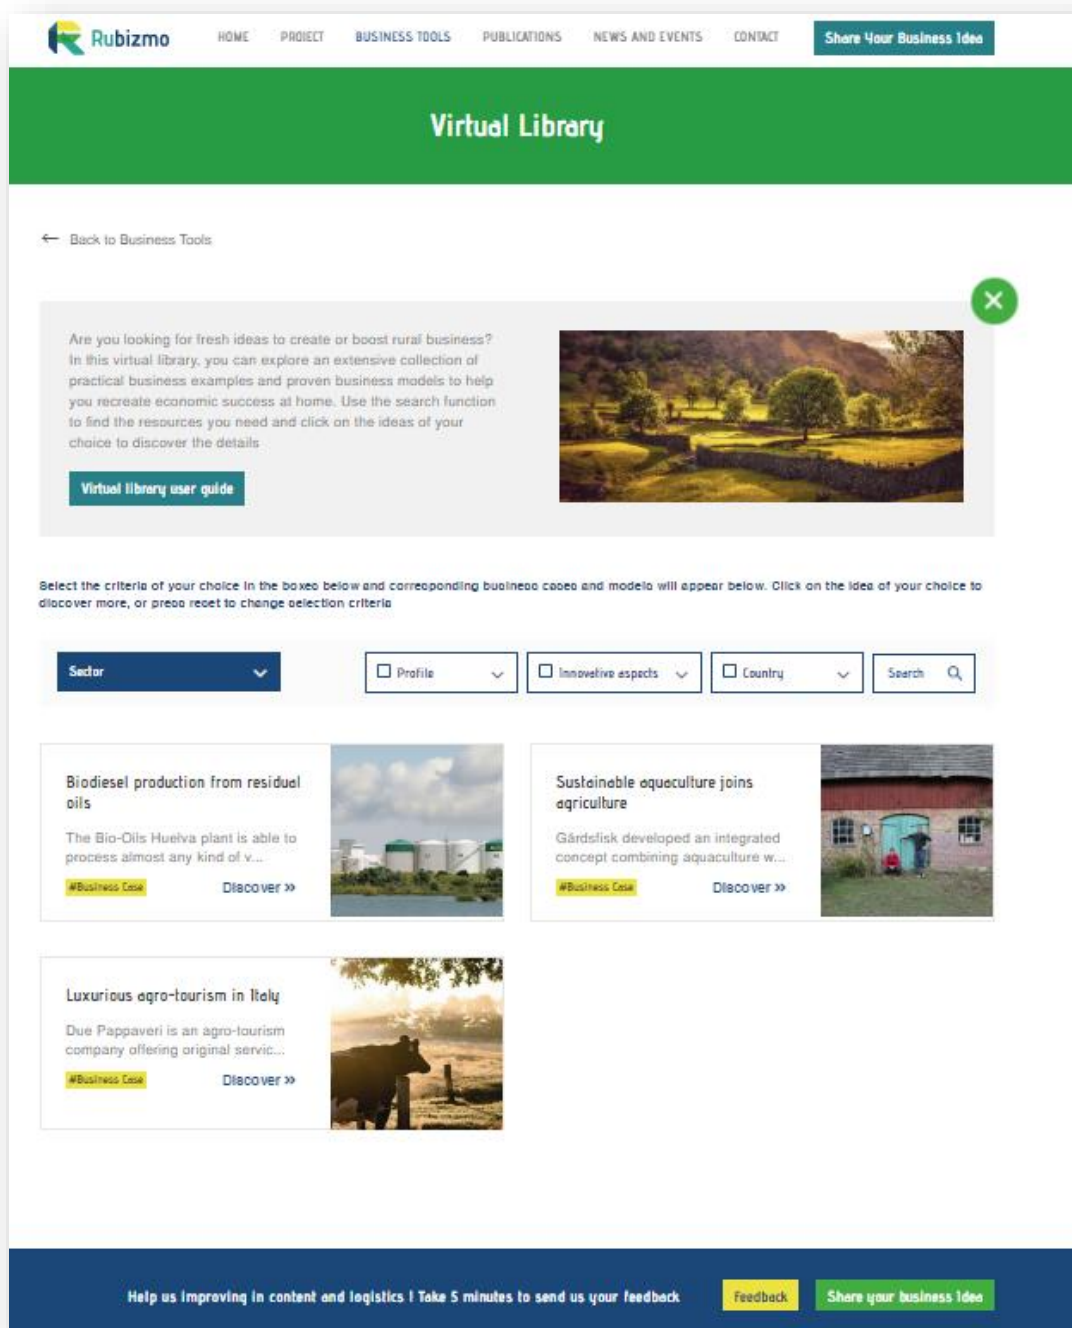 Rubizmo
HOME PROJECT BUSINESS TOOLS PUBLICATIONS NEWS AND EVENTS CONTACT Share Your Business Idea
Virtual Library
← Back to Business Tools
Are you looking for fresh ideas to create or boost rural business?
In this virtual library, you can explore an extensive collection of
practical business examples and proven business models to help
you recreate economic success at home. Use the search function
to find the resources you need and click on the ideas of your
choice to discover the details
Virtual library user guide
Select the criteria of your choice in the boxes below and corresponding business cases and models will appear below. Click on the idea of your choice to
discover more, or press reset to change selection criteria
Sector Profile Innovative aspects Country Search
Biodiesel production from residual
oils
The Bio-Oils Huelva plant is able to
process almost any kind of v...
#Business Case Discover »
Sustainable aquaculture joins
agriculture
Gårdsfisk developed an integrated
concept combining aquaculture w...
#Business Case Discover »
Luxurious agro-tourism in Italy
Due Pappaveri is an agro-tourism
company offering original servic...
#Business Case Discover »
Help us improving in content and logistics ! Take 5 minutes to send us your feedback Feedback Share your business Idea